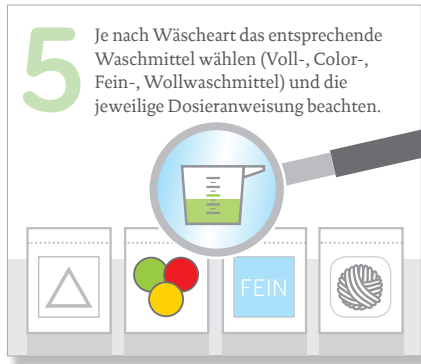 5
Je nach Wäscheart das entsprechende
Waschmittel wählen (Voll-, Color-,
Fein-, Wollwaschmittel) und die
jeweilige Dosieranweisung beachten.
FEIN